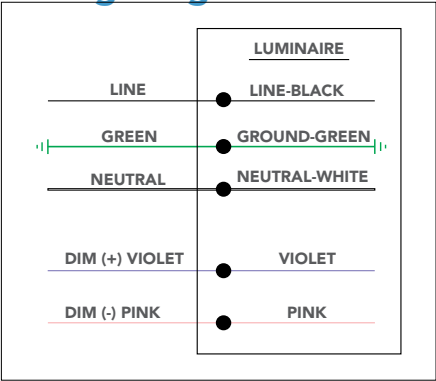 LUMINAIRE
LINE LINE-BLACK
GREEN GROUND-GREEN
NEUTRAL NEUTRAL-WHITE
DIM (+) VIOLET VIOLET
DIM (-) PINK PINK